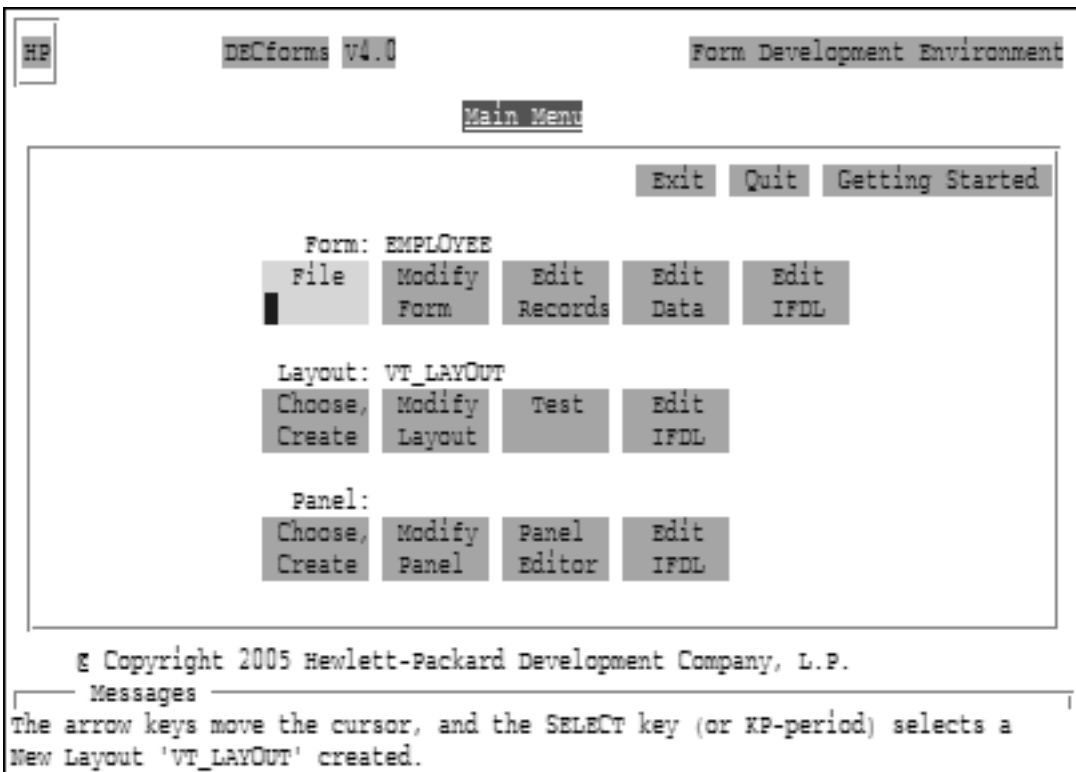 HP DECforms V4.0 Form Development Environment
Main Menu
Exit Quit Getting Started
Form: EMPLOYEE
File Modify Edit Edit Edit
Form Records Data IFDL
Layout: VT_LAYOUT
Choose, Modify Test Edit
Create Layout IFDL
Panel:
Choose, Modify Panel Edit
Create Panel Editor IFDL
© Copyright 2005 Hewlett-Packard Development Company, L.P.
Messages
The arrow keys move the cursor, and the SELECT key (or KP-period) selects a
New Layout 'VT_LAYOUT' created.